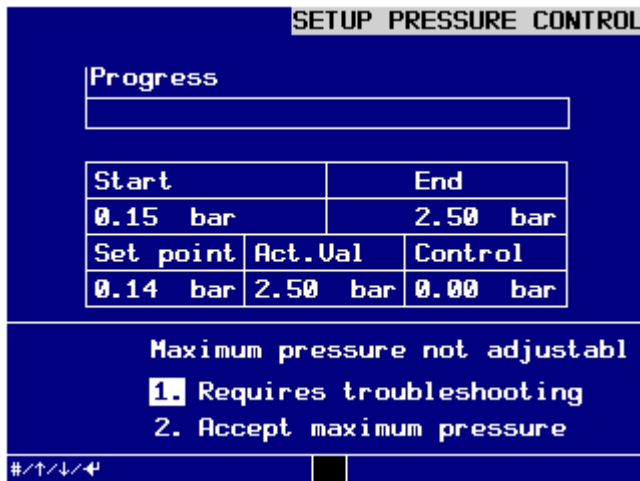 SETUP PRESSURE CONTROL
Progress
Start End
0.15 bar 2.50 bar
Set point Act.Val Control
0.14 bar 2.50 bar 0.00 bar
Maximum pressure not adjustabl
1. Requires troubleshooting
2. Accept maximum pressure
#/↑/↓/↵